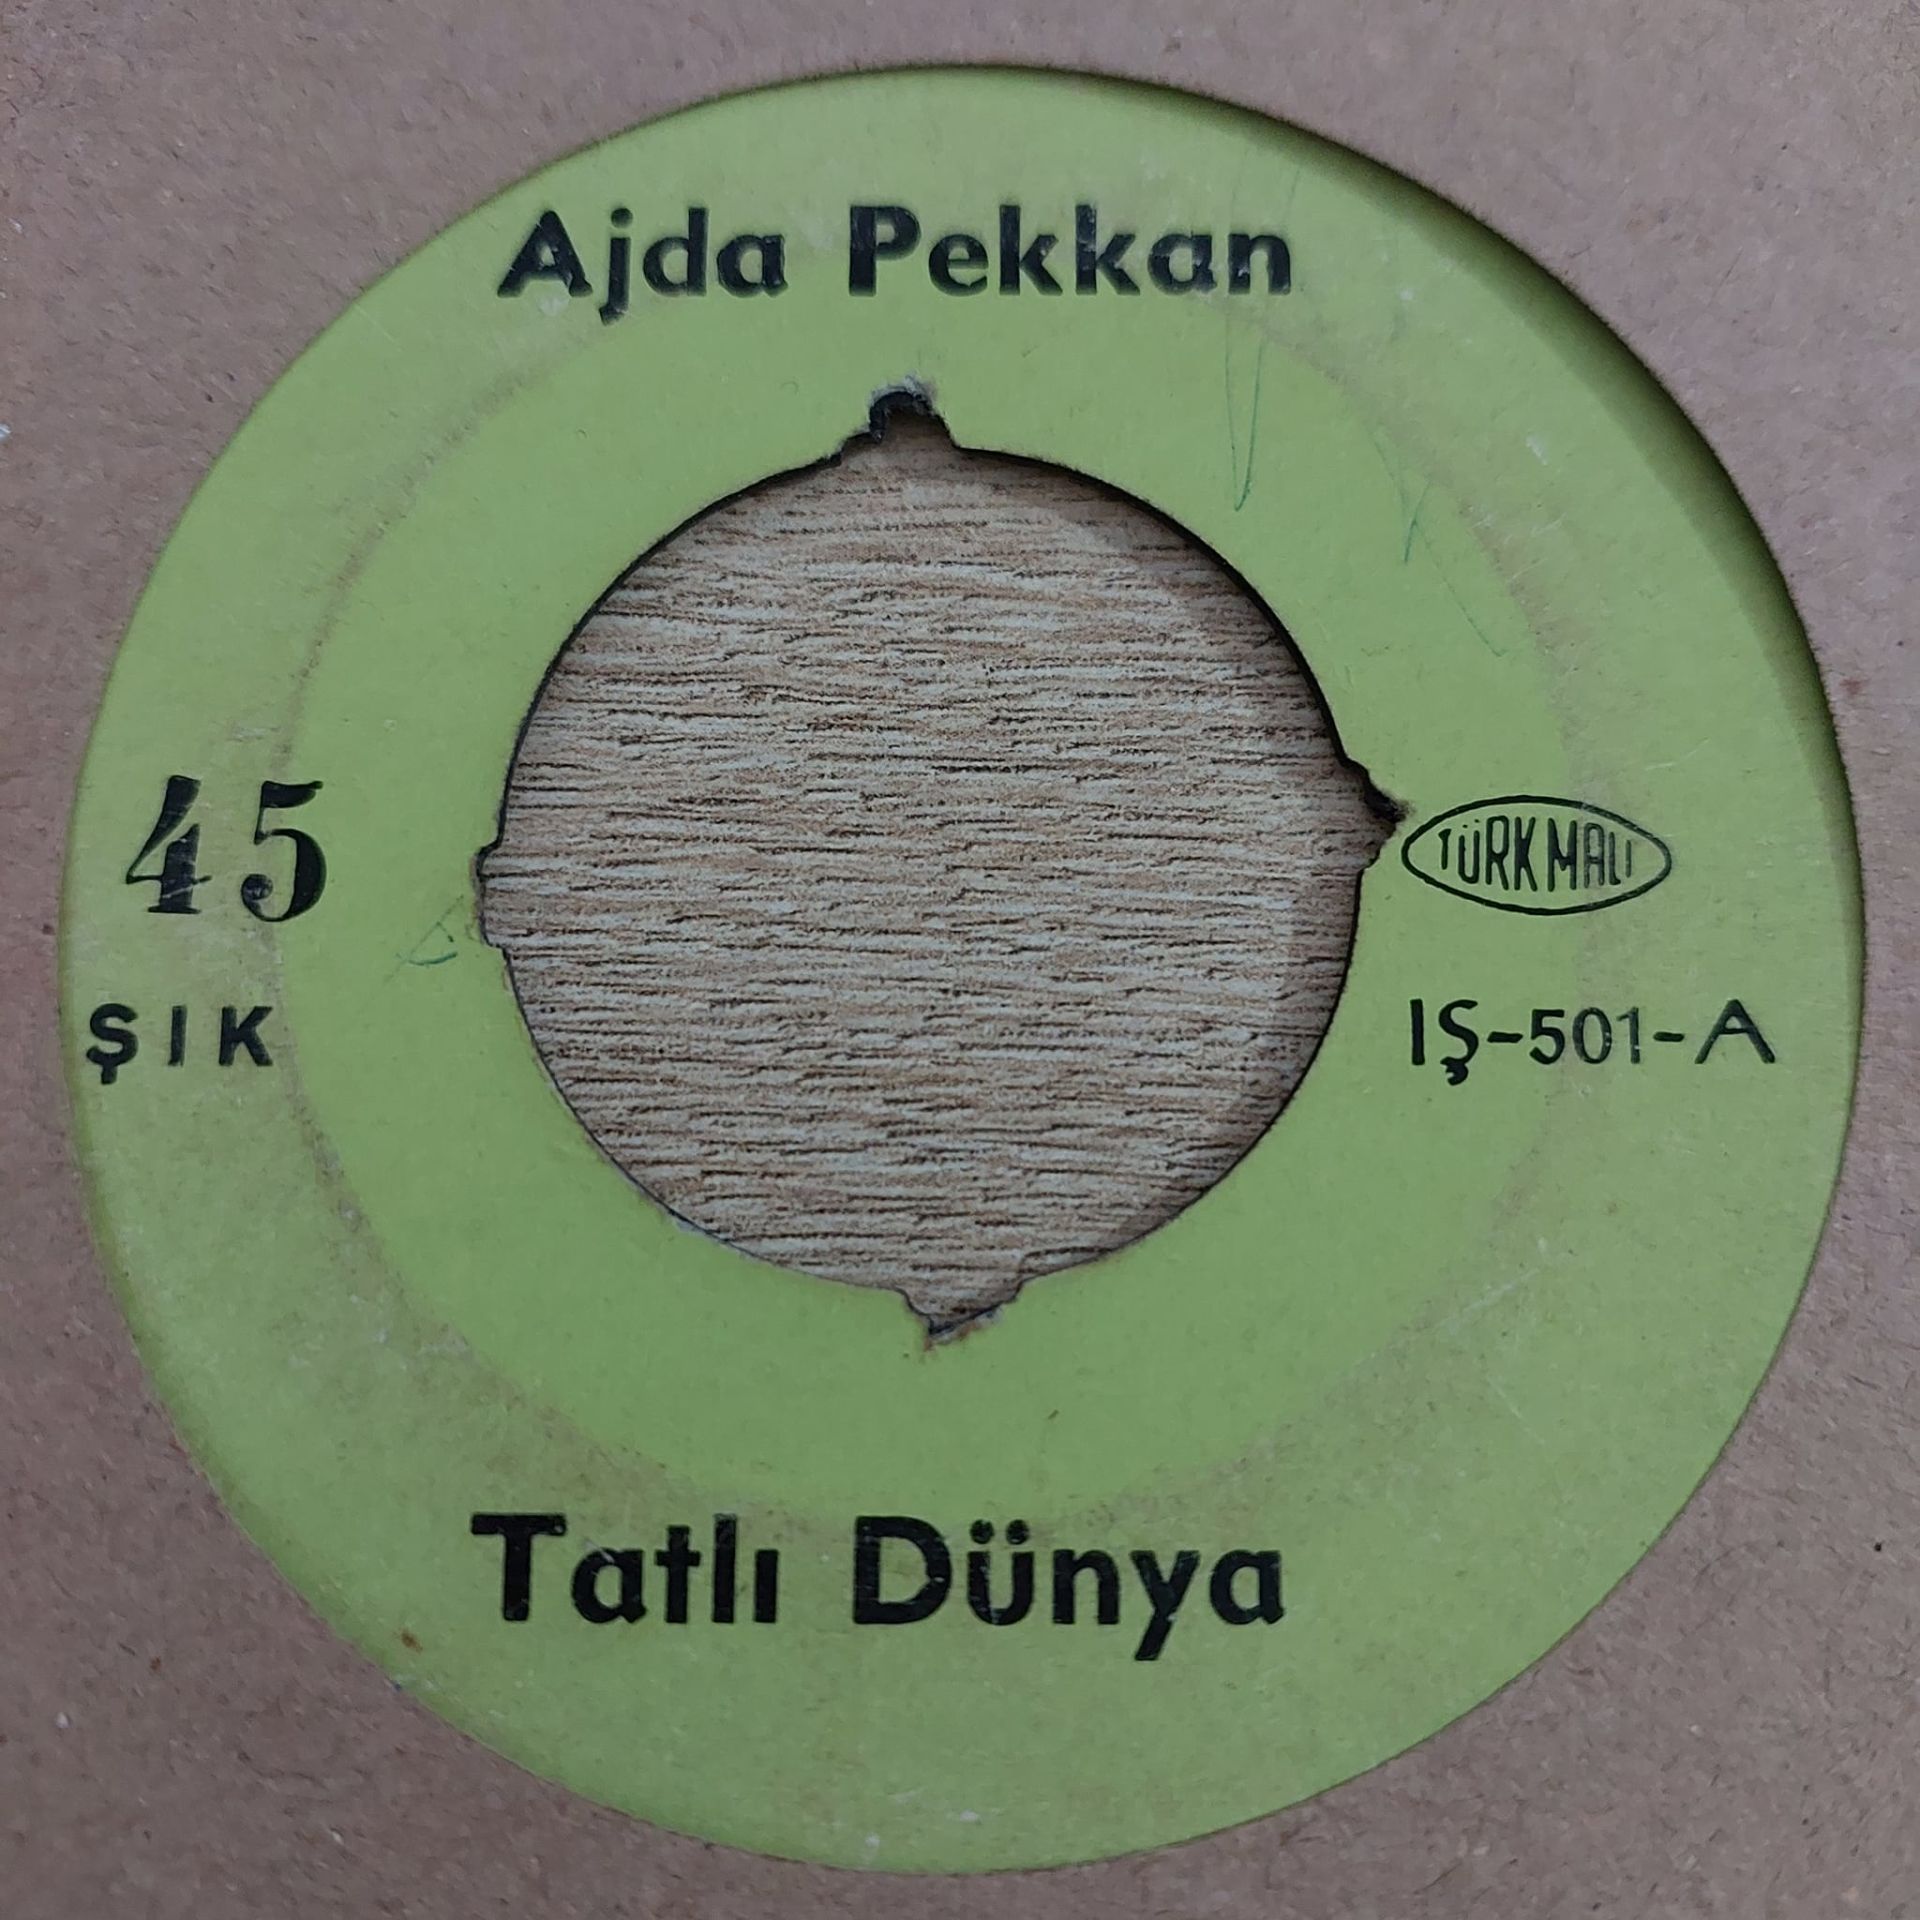 Ajda Pekkan
45
ŞIK
TÜRK MALI
IŞ-501-A
Tatlı Dünya